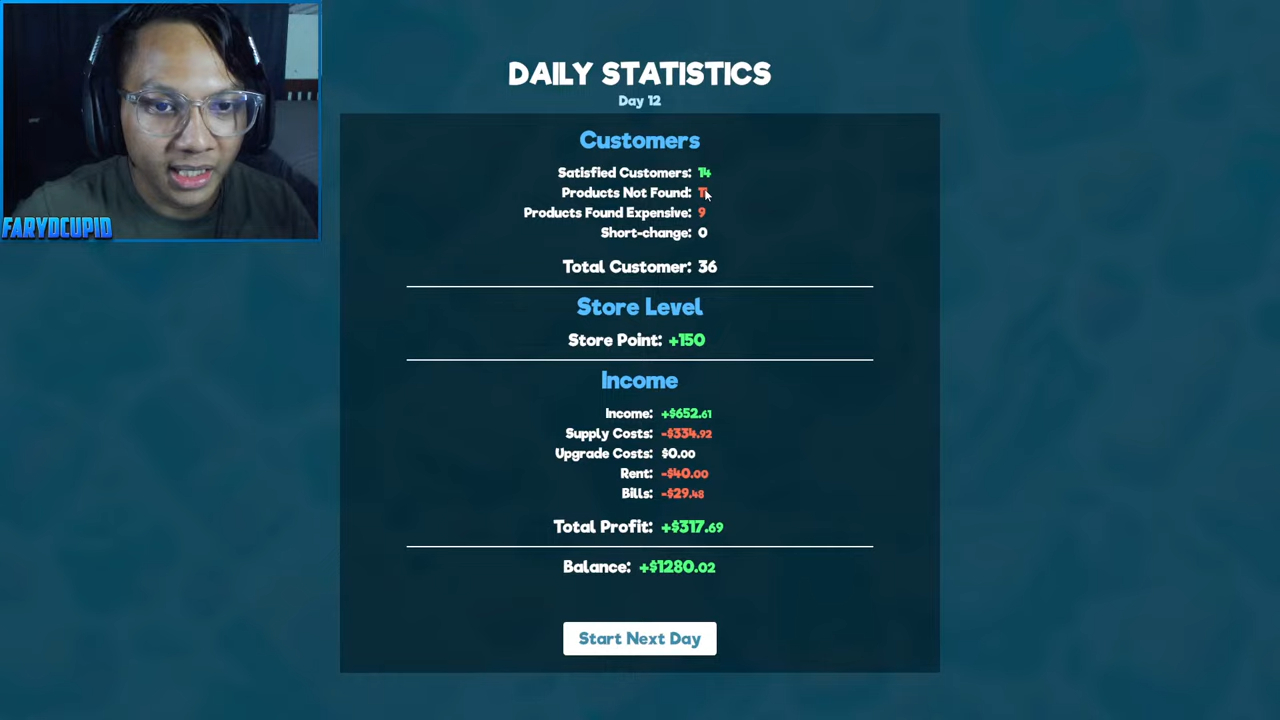 DAILY STATISTICS
Day 12
Customers
Satisfied Customers: 14
Products Not Found:
Products Found Expensive: 9
Short-change: 0
Total Customer: 36
Store Level
Store Point: +150
Income
Income: +$652.61
Supply Costs: -$334.92
Upgrade Costs: $0.00
Rent: -$40.00
Bills: -$29.48
Total Profit: +$317.69
Balance: +$1280.02
Start Next Day
FARYDCUPID